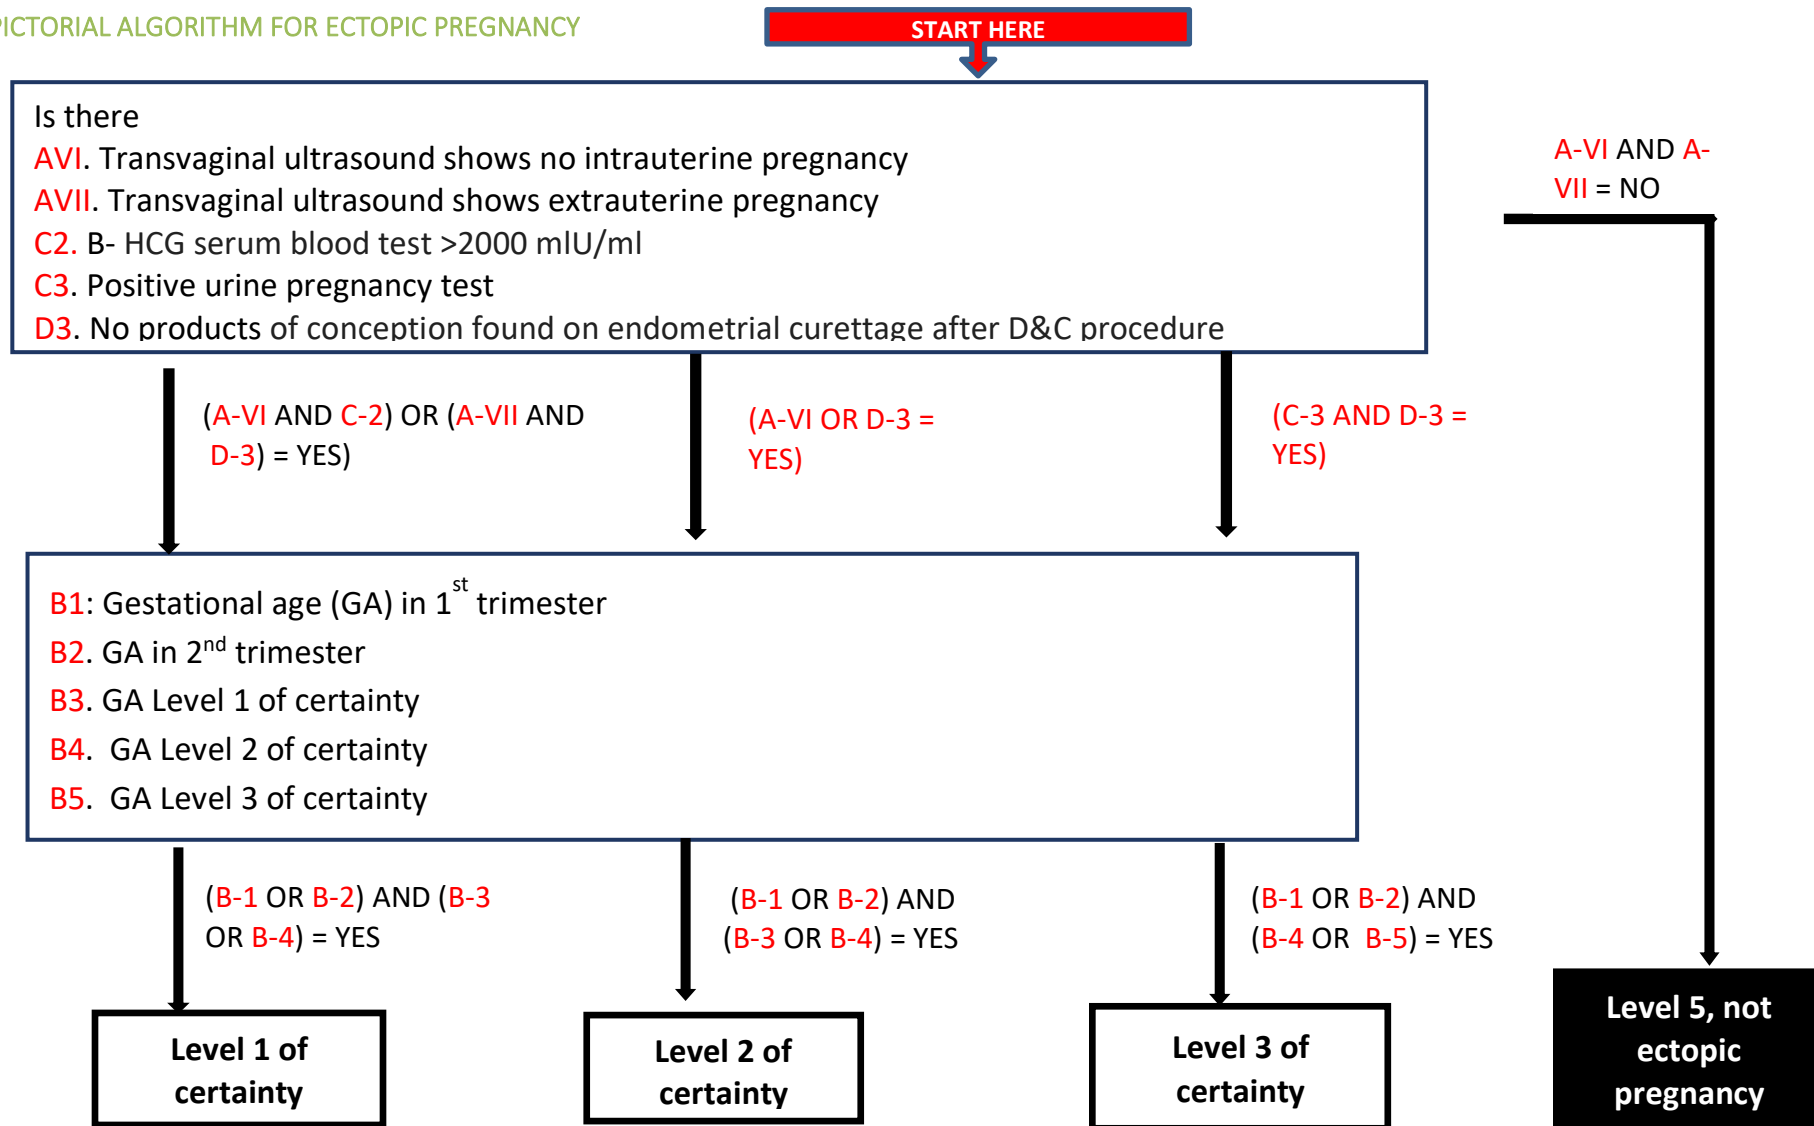 PICTORIAL ALGORITHM FOR ECTOPIC PREGNANCY
START HERE
Is there
AVI. Transvaginal ultrasound shows no intrauterine pregnancy
AVII. Transvaginal ultrasound shows extrauterine pregnancy
C2. B- HCG serum blood test >2000 mlU/ml
C3. Positive urine pregnancy test
D3. No products of conception found on endometrial curettage after D&C procedure
A-VI AND A-
VII = NO
(A-VI AND C-2) OR (A-VII AND
D-3) = YES)
(A-VI OR D-3 =
YES)
(C-3 AND D-3 =
YES)
B1: Gestational age (GA) in 1st trimester
B2. GA in 2nd trimester
B3. GA Level 1 of certainty
B4.  GA Level 2 of certainty
B5.  GA Level 3 of certainty
(B-1 OR B-2) AND (B-3
OR B-4) = YES
(B-1 OR B-2) AND
(B-3 OR B-4) = YES
(B-1 OR B-2) AND
(B-4 OR  B-5) = YES
Level 1 of
certainty
Level 2 of
certainty
Level 3 of
certainty
Level 5, not
ectopic
pregnancy